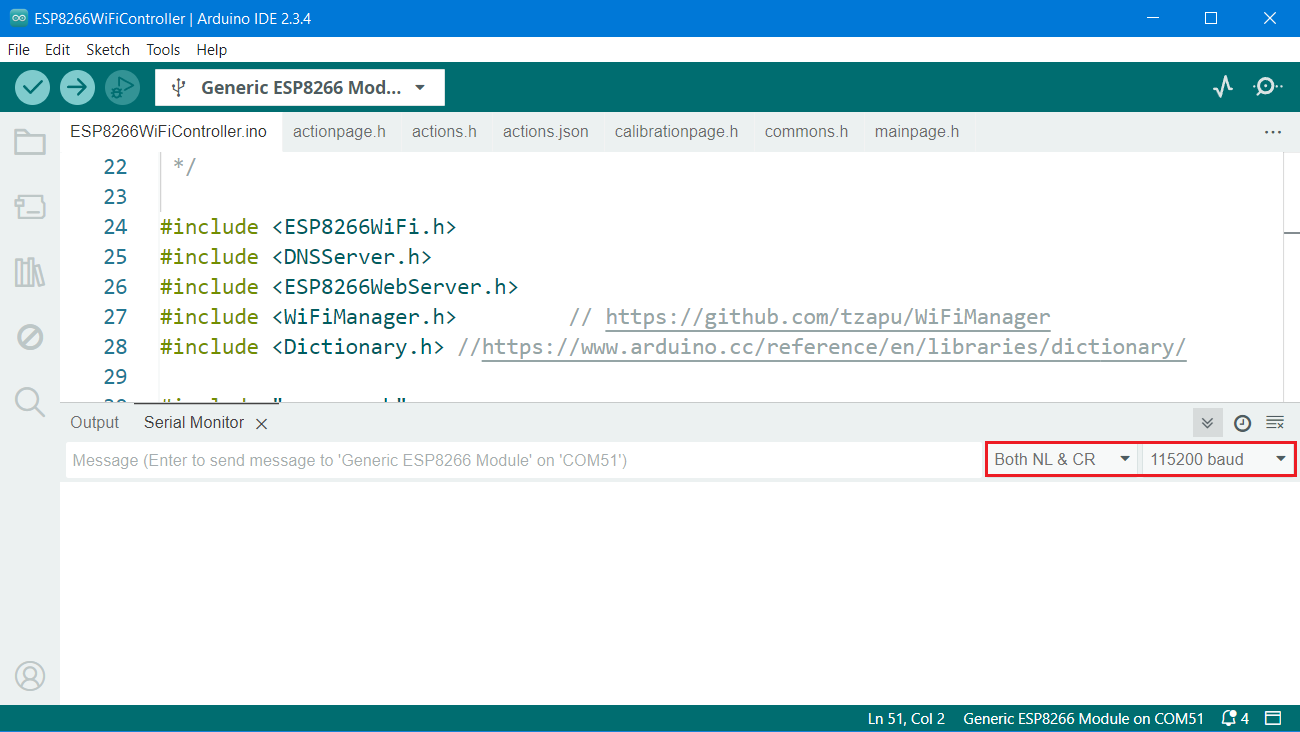 ESP8266WiFiController | Arduino IDE 2.3.4
File Edit Sketch Tools Help
Generic ESP8266 Mod...
ESP8266WiFiController.ino actionpage.h actions.h actions.json calibrationpage.h commons.h mainpage.h
22 */
23
24 #include <ESP8266WiFi.h>
25 #include <DNSServer.h>
26 #include <ESP8266WebServer.h>
27 #include <WiFiManager.h> // https://github.com/tzapu/WiFiManager
28 #include <Dictionary.h> //https://www.arduino.cc/reference/en/libraries/dictionary/
29
Output Serial Monitor
Message (Enter to send message to 'Generic ESP8266 Module' on 'COM51') Both NL & CR 115200 baud
Ln 51, Col 2 Generic ESP8266 Module on COM51 4